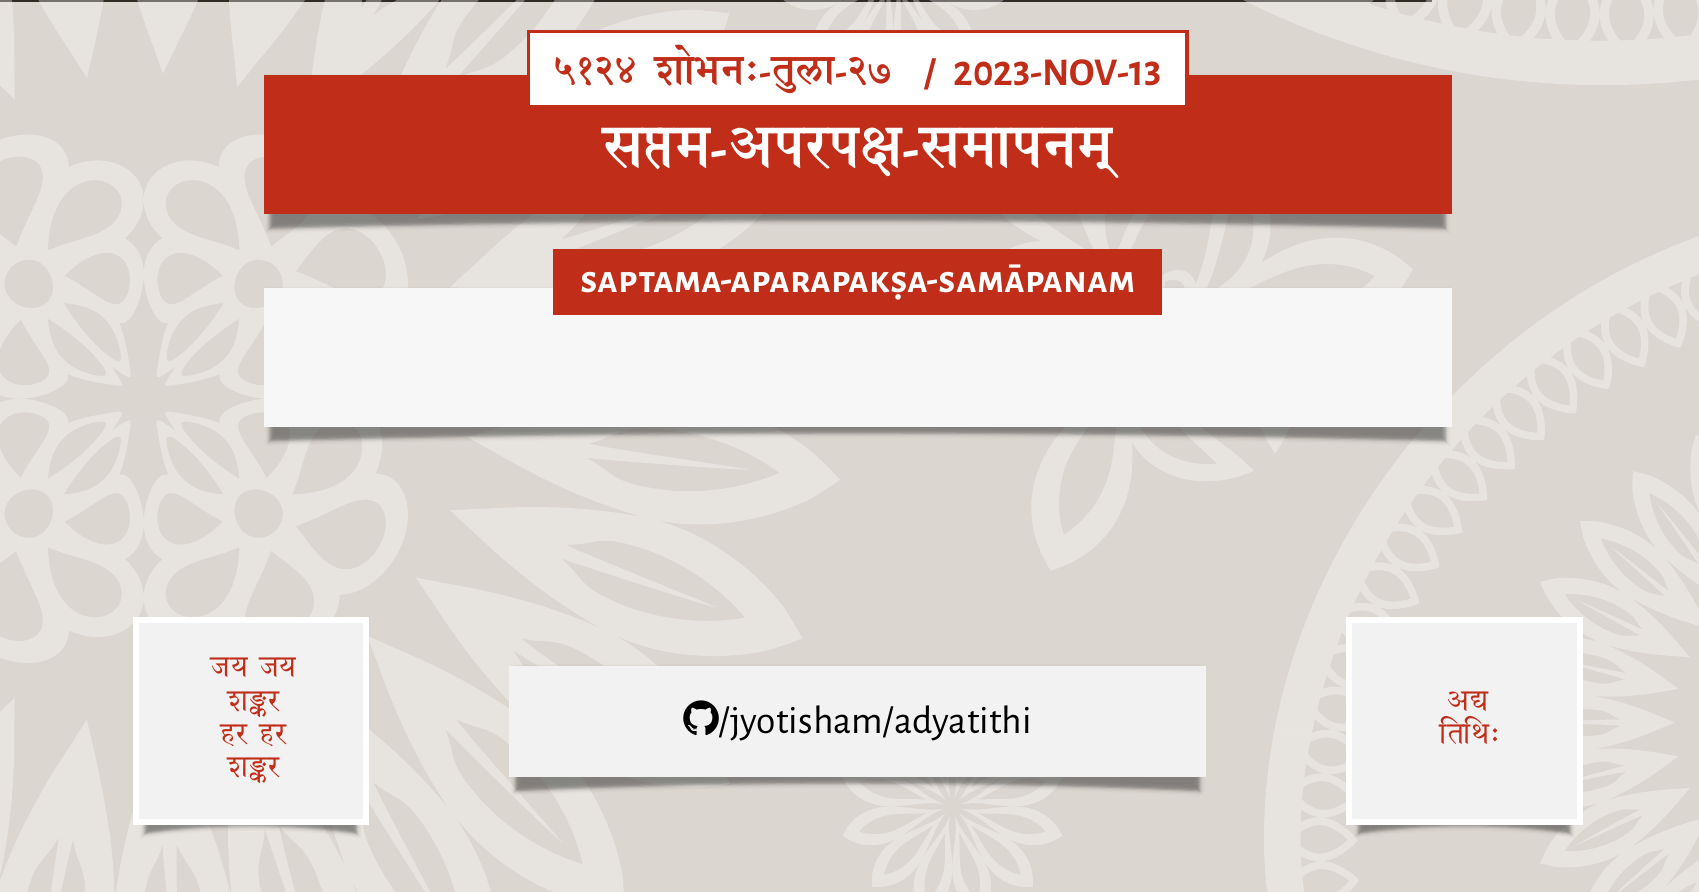 ५१२४ शोभनः-तुला-२७ / 2023-NOV-13
सप्तम-अपरपक्ष-समापनम्
SAPTAMA-APARAPAKṢA-SAMĀPANAM
जय जय
शङ्कर
हर हर
शङ्कर
/jyotisham/adyatithi
अद्य
तिथिः